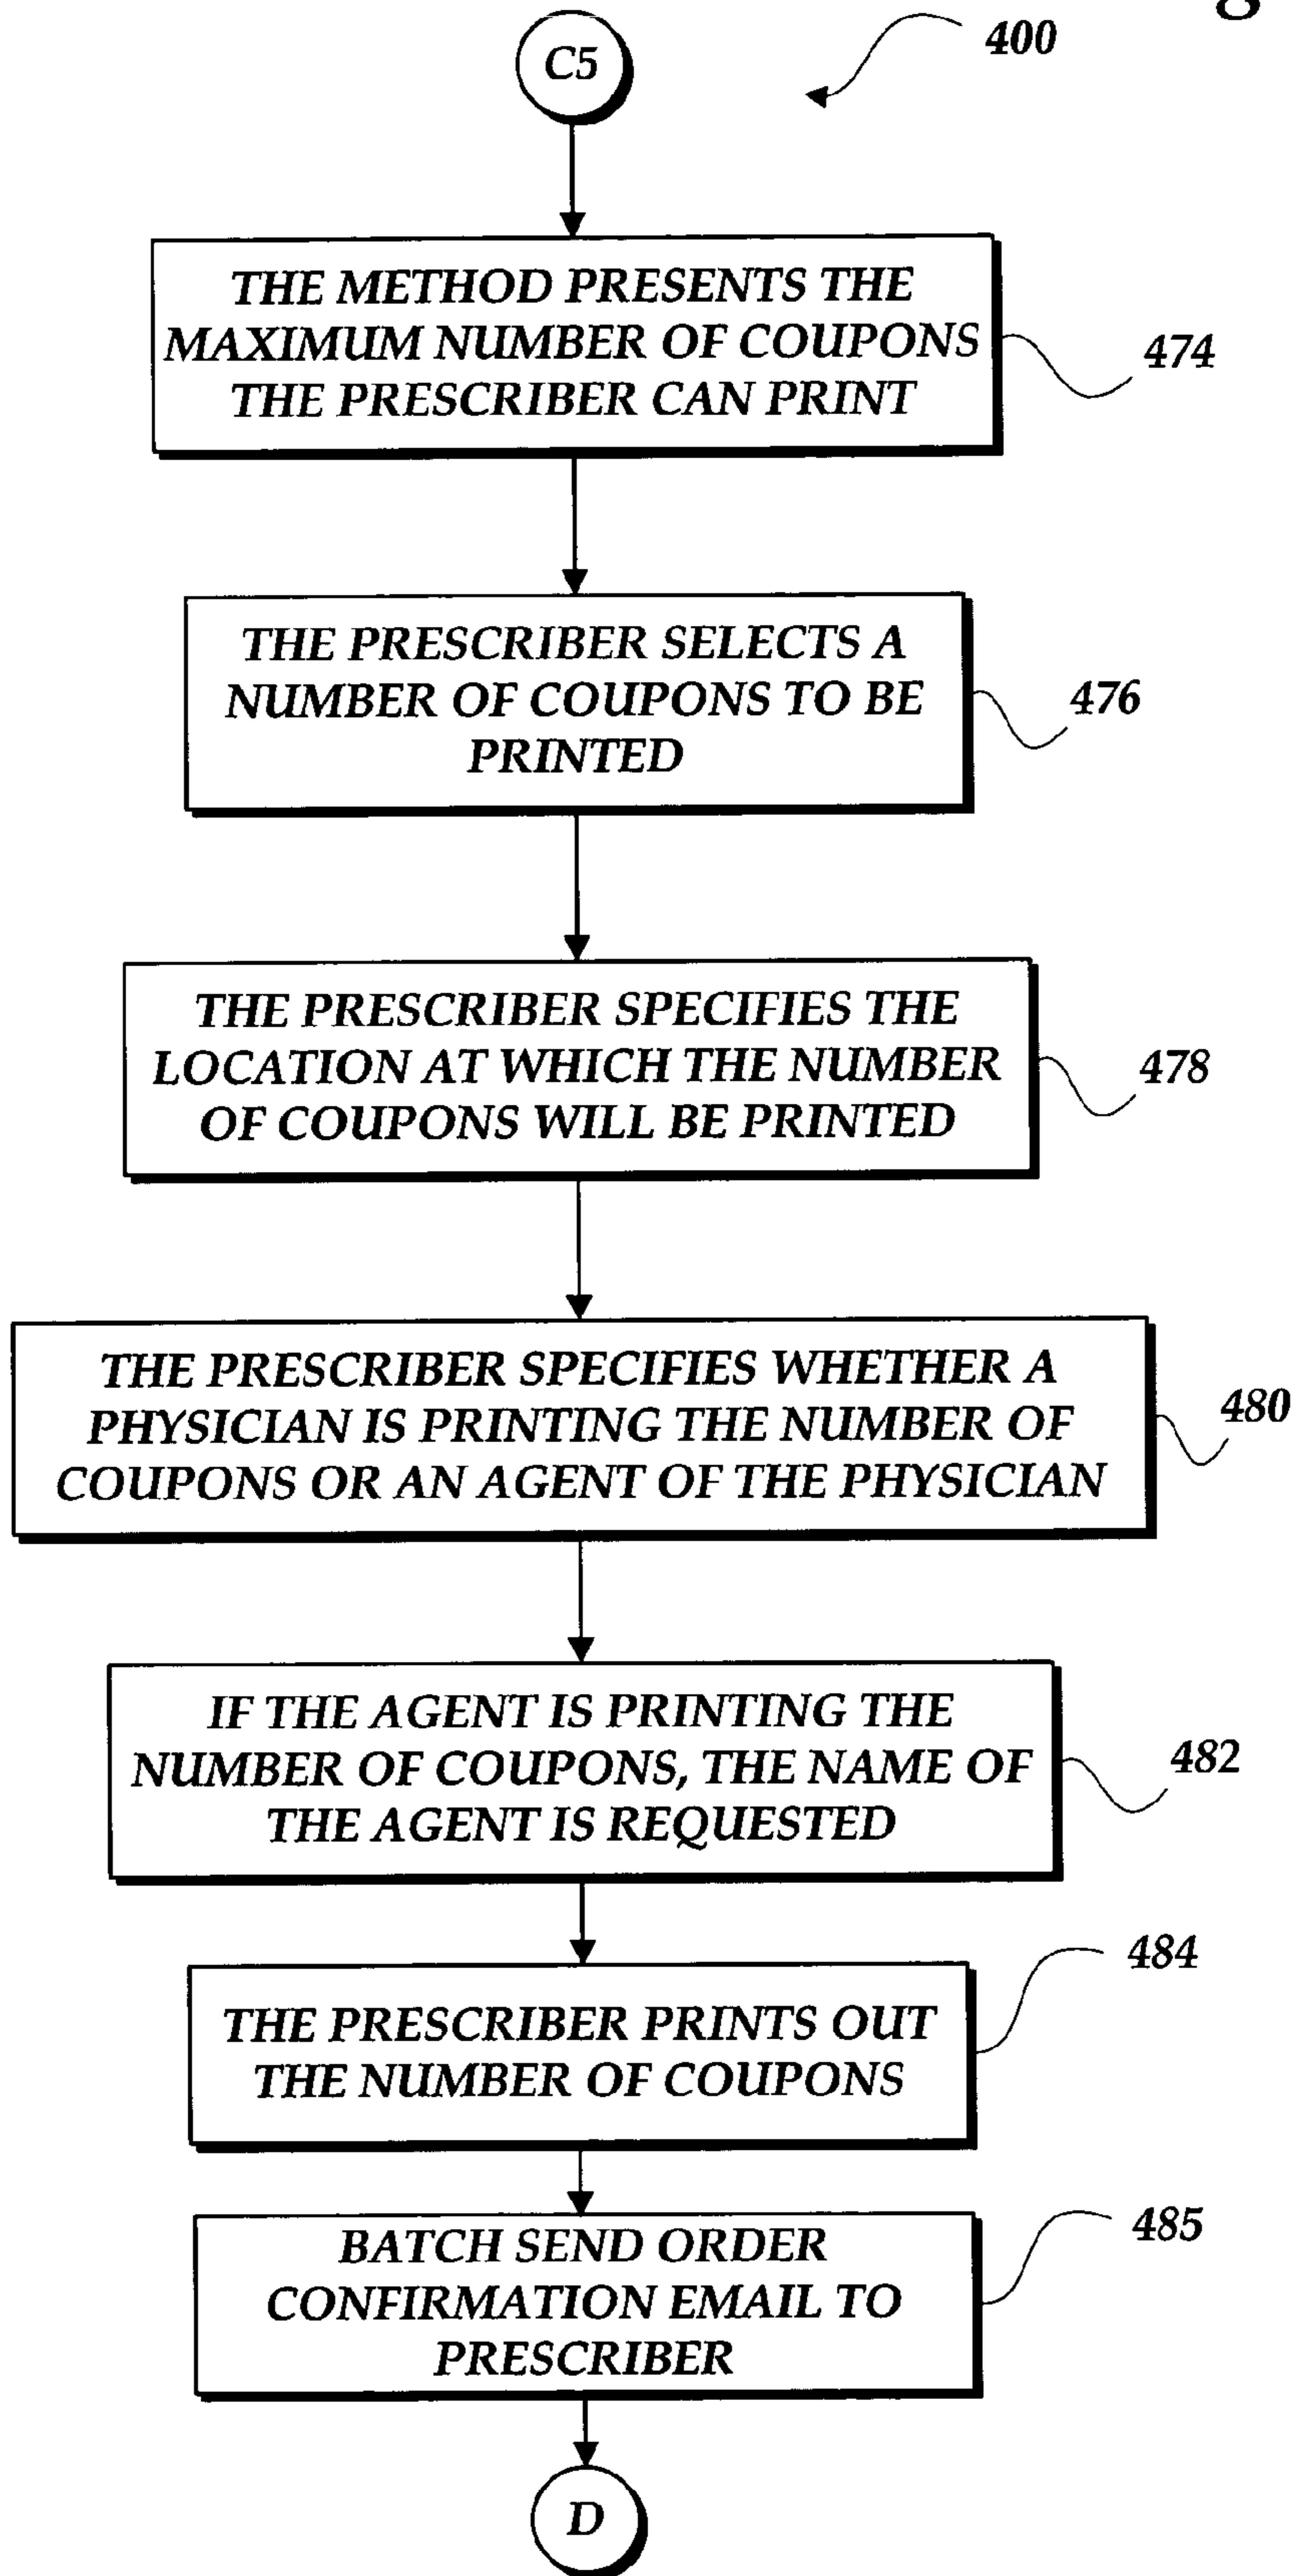 C5
400
THE METHOD PRESENTS THE
MAXIMUM NUMBER OF COUPONS
THE PRESCRIBER CAN PRINT
474
THE PRESCRIBER SELECTS A
NUMBER OF COUPONS TO BE
PRINTED
476
THE PRESCRIBER SPECIFIES THE
LOCATION AT WHICH THE NUMBER
OF COUPONS WILL BE PRINTED
478
THE PRESCRIBER SPECIFIES WHETHER A
PHYSICIAN IS PRINTING THE NUMBER OF
COUPONS OR AN AGENT OF THE PHYSICIAN
480
IF THE AGENT IS PRINTING THE
NUMBER OF COUPONS, THE NAME OF
THE AGENT IS REQUESTED
482
THE PRESCRIBER PRINTS OUT
THE NUMBER OF COUPONS
484
BATCH SEND ORDER
CONFIRMATION EMAIL TO
PRESCRIBER
485
D